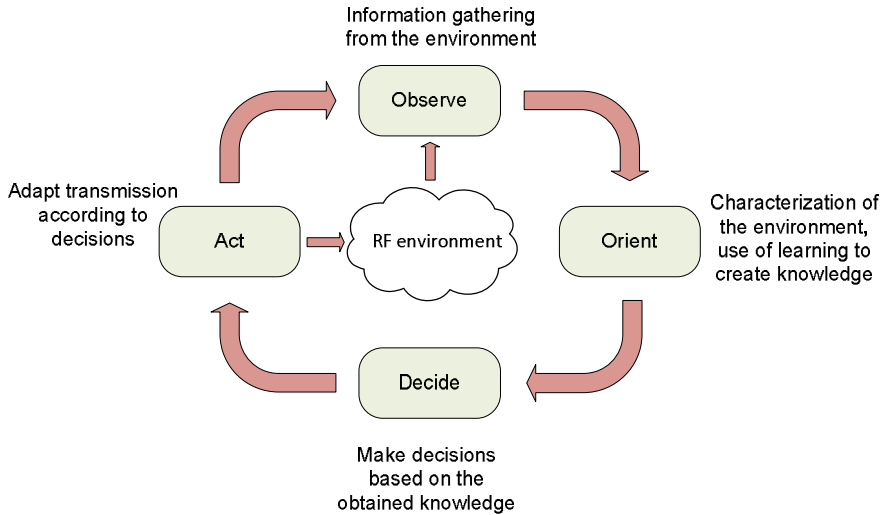 Information gathering
from the environment
Observe
Adapt transmission
according to
decisions
Act
RF environment
Orient
Characterization of
the environment,
use of learning to
create knowledge
Decide
Make decisions
based on the
obtained knowledge